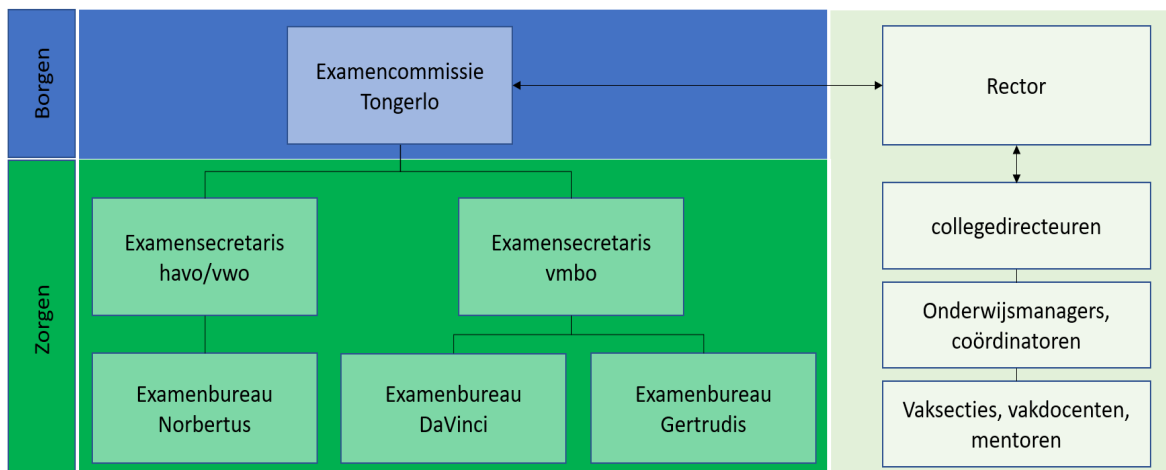 Borgen
Examencommissie
Tongerlo
Rector
Zorgen
Examensecretaris
havo/vwo
Examensecretaris
vmbo
collegedirecteuren
Onderwijsmanagers,
coördinatoren
Examenbureau
Norbertus
Examenbureau
DaVinci
Examenbureau
Gertrudis
Vaksecties, vakdocenten,
mentoren